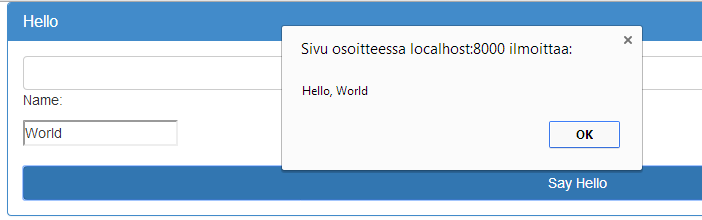 Hello
Sivu osoitteessa localhost:8000 ilmoittaa:
×
Hello, World
OK
Name:
World
Say Hello